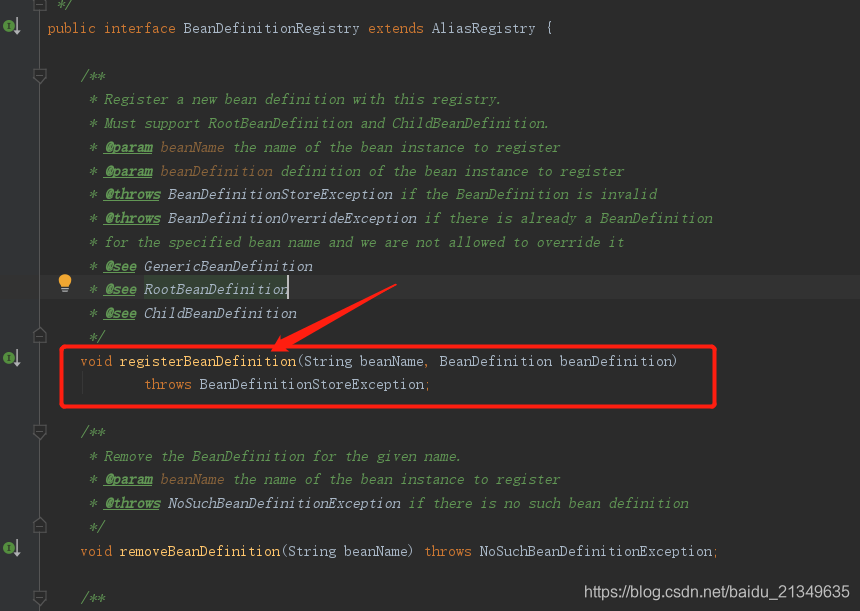 */
public interface BeanDefinitionRegistry extends AliasRegistry {
/**
* Register a new bean definition with this registry.
* Must support RootBeanDefinition and ChildBeanDefinition.
* @param beanName the name of the bean instance to register
* @param beanDefinition definition of the bean instance to register
* @throws BeanDefinitionStoreException if the BeanDefinition is invalid
* @throws BeanDefinitionOverrideException if there is already a BeanDefinition
* for the specified bean name and we are not allowed to override it
* @see GenericBeanDefinition
* @see RootBeanDefinition
* @see ChildBeanDefinition
*/
void registerBeanDefinition(String beanName, BeanDefinition beanDefinition)
throws BeanDefinitionStoreException;
/**
* Remove the BeanDefinition for the given name.
* @param beanName the name of the bean instance to register
* @throws NoSuchBeanDefinitionException if there is no such bean definition
*/
void removeBeanDefinition(String beanName) throws NoSuchBeanDefinitionException;
/**
https://blog.csdn.net/baidu_21349635